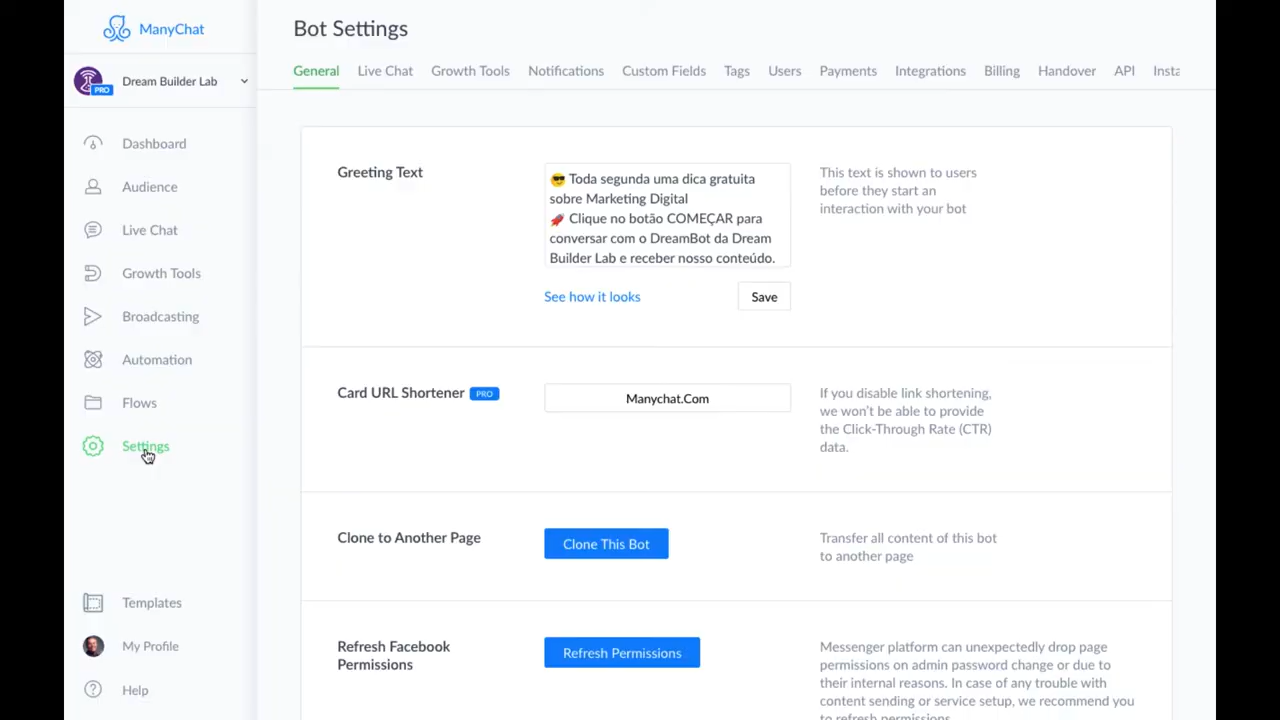 ManyChat
Dream Builder Lab
PRO
Dashboard
Audience
Live Chat
Growth Tools
Broadcasting
Automation
Flows
Settings
Templates
My Profile
Help
Bot Settings
General Live Chat Growth Tools Notifications Custom Fields Tags Users Payments Integrations Billing Handover API Insta
Greeting Text
😎 Toda segunda uma dica gratuita
sobre Marketing Digital
🚀 Clique no botão COMEÇAR para
conversar com o DreamBot da Dream
Builder Lab e receber nosso conteúdo.
See how it looks
Save
This text is shown to users
before they start an
interaction with your bot
Card URL Shortener PRO
Manychat.Com
If you disable link shortening,
we won't be able to provide
the Click-Through Rate (CTR)
data.
Clone to Another Page
Clone This Bot
Transfer all content of this bot
to another page
Refresh Facebook
Permissions
Refresh Permissions
Messenger platform can unexpectedly drop page
permissions on admin password change or due to
their internal reasons. In case of any trouble with
content sending or service setup, we recommend you
to refresh permissions